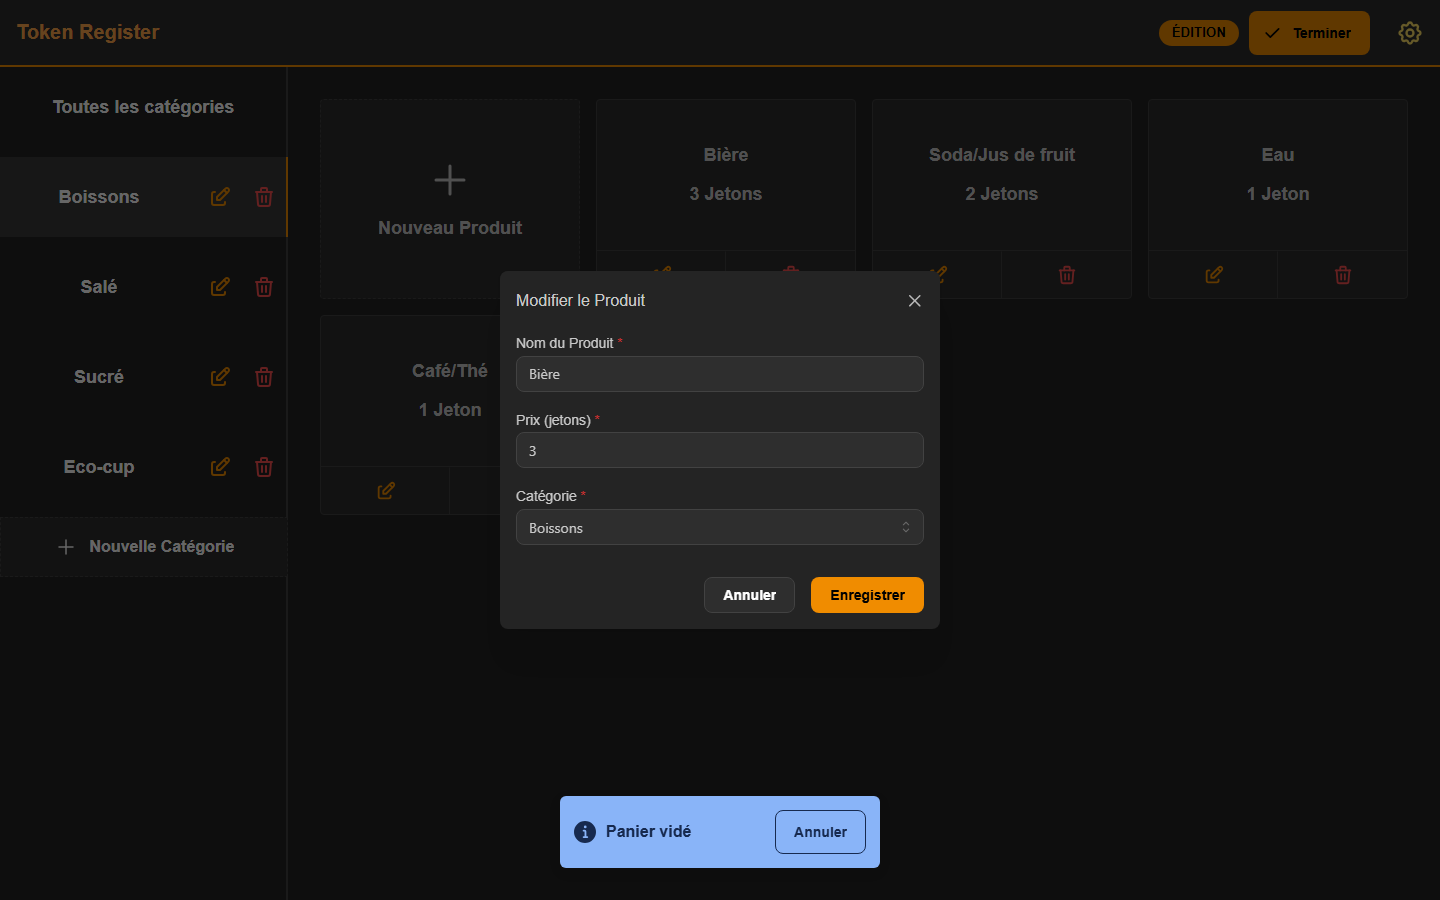 Token Register
ÉDITION
Terminer
Toutes les catégories
Boissons
Salé
Sucré
Eco-cup
Nouvelle Catégorie
Nouveau Produit
Bière
3 Jetons
Soda/Jus de fruit
2 Jetons
Eau
1 Jeton
Café/Thé
1 Jeton
Modifier le Produit
Nom du Produit *
Bière
Prix (jetons) *
3
Catégorie *
Boissons
Annuler
Enregistrer
Panier vidé
Annuler